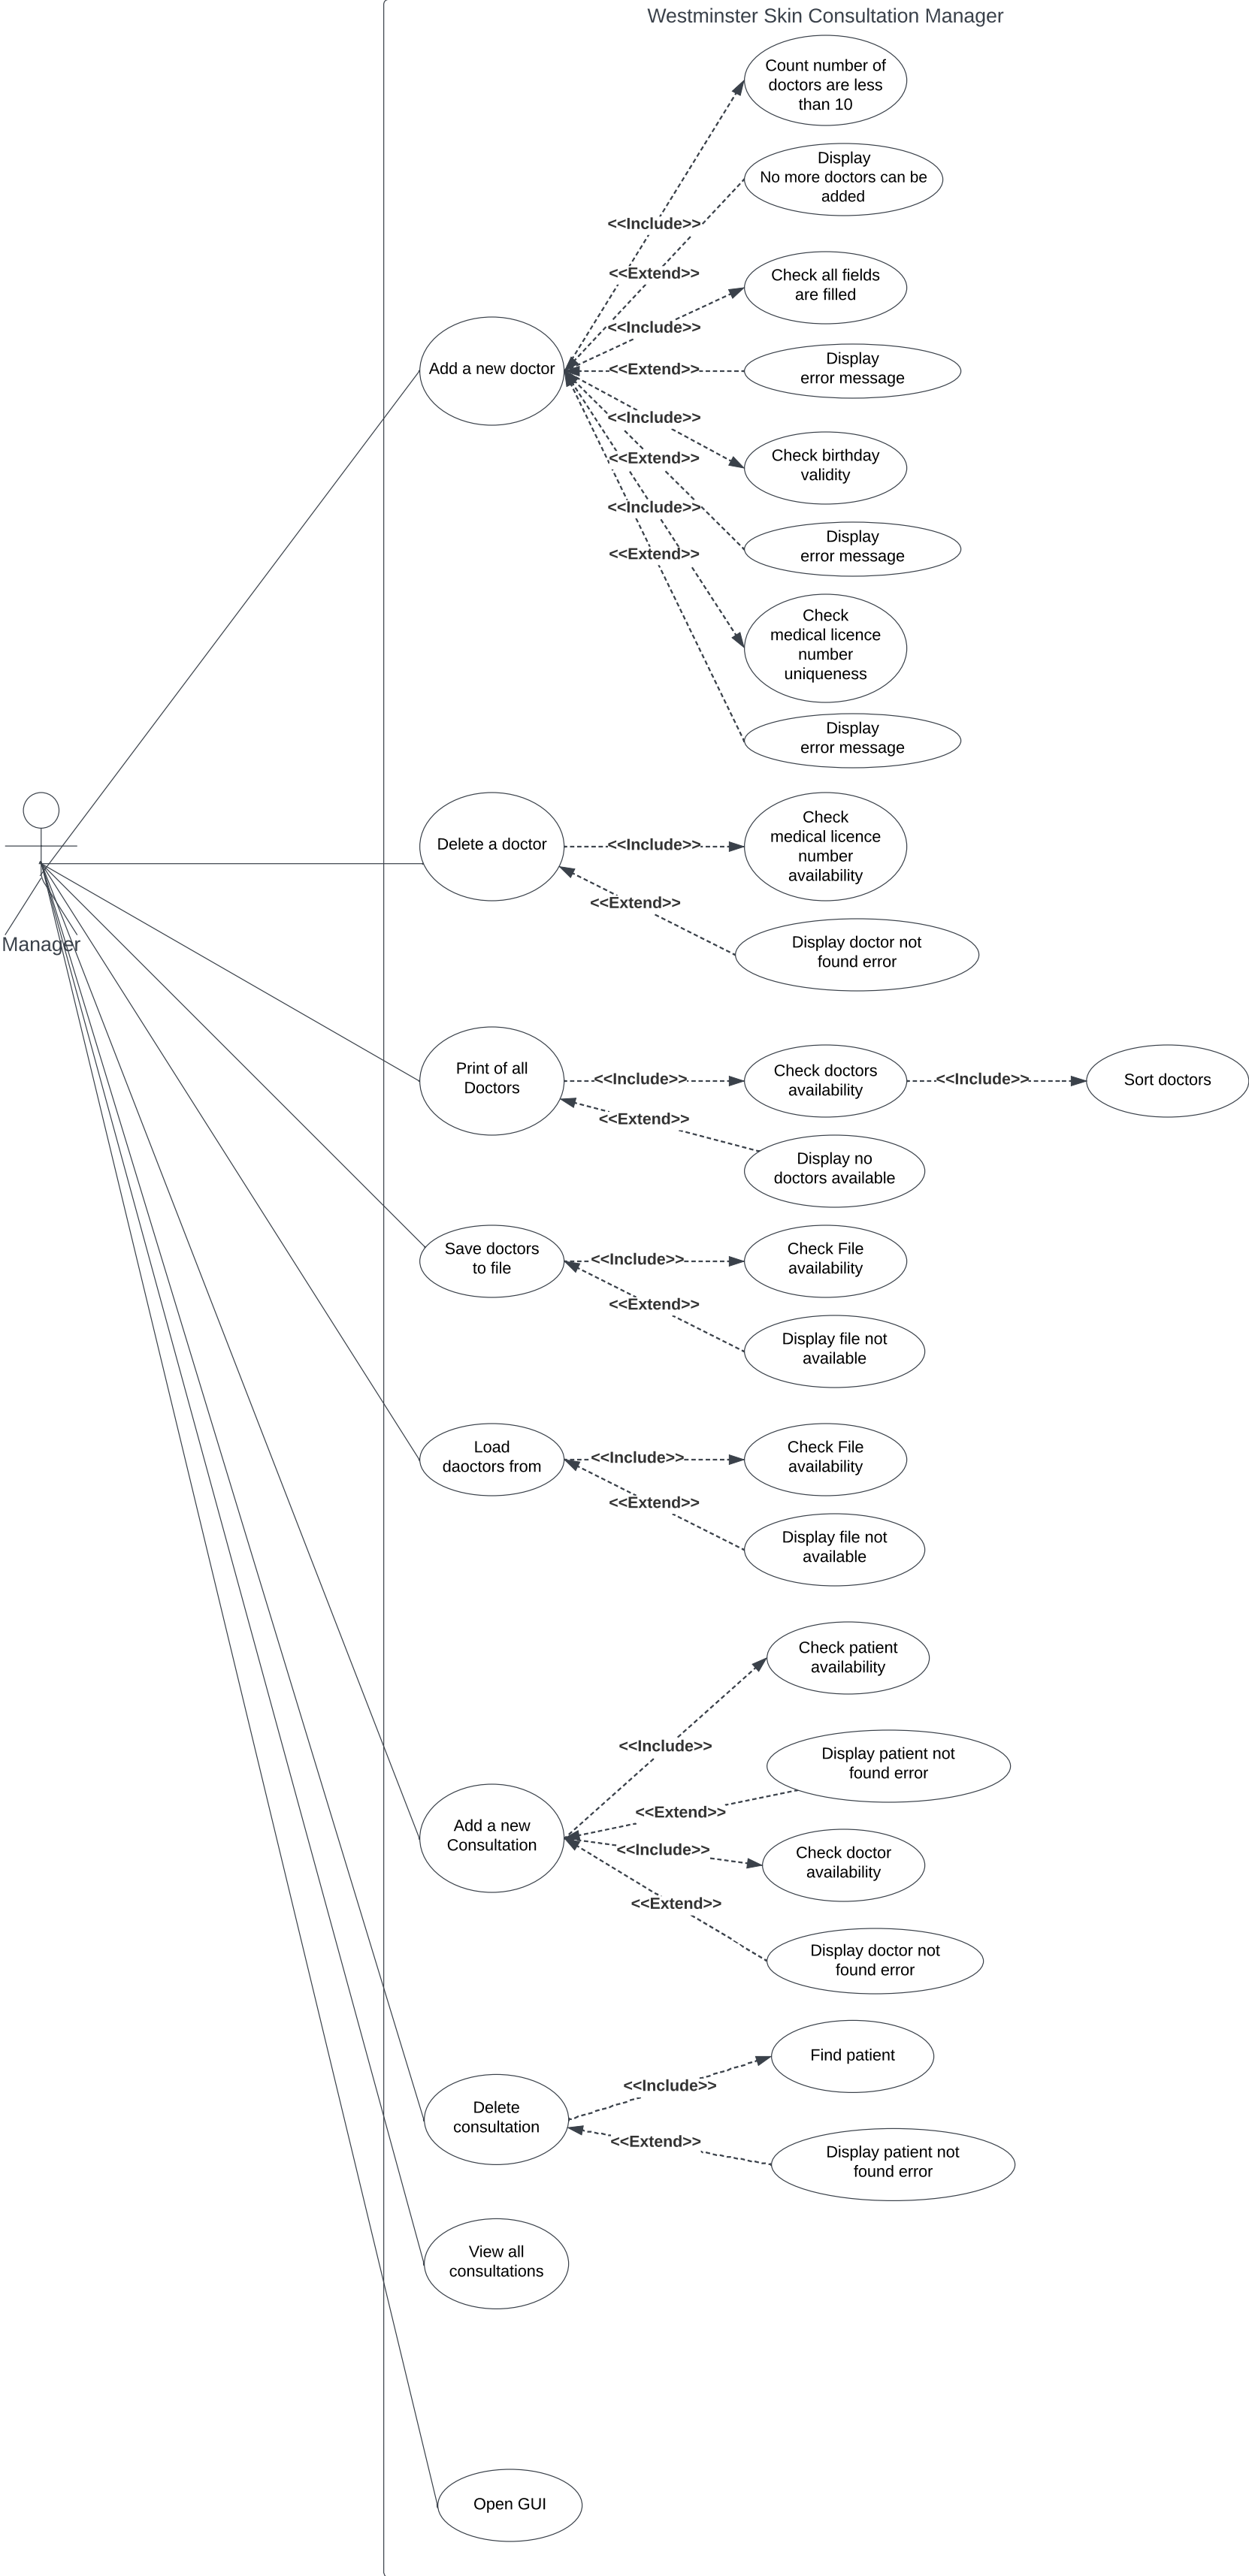 Westminster Skin Consultation Manager
Count number of
doctors are less
than 10
Display
No more doctors can be
added
<<Include>>
<<Extend>>
Check all fields
are filled
<<Include>>
Add a new doctor
<<Extend>>
Display
error message
<<Include>>
Check birthday
validity
<<Extend>>
<<Include>>
Display
error message
<<Extend>>
Check
medical licence
number
uniqueness
Display
error message
Manager
Delete a doctor
<<Include>>
Check
medical licence
number
availability
<<Extend>>
Display doctor not
found error
Print of all
Doctors
<<Include>>
Check doctors
availability
<<Include>>
Sort doctors
<<Extend>>
Display no
doctors available
Save doctors
to file
<<Include>>
Check File
availability
<<Extend>>
Display file not
available
Load
daoctors from
<<Include>>
Check File
availability
<<Extend>>
Display file not
available
Check patient
availability
<<Include>>
Display patient not
found error
<<Extend>>
Add a new
Consultation
<<Include>>
Check doctor
availability
<<Extend>>
Display doctor not
found error
Find patient
<<Include>>
Delete
consultation
<<Extend>>
Display patient not
found error
View all
consultations
Open GUI